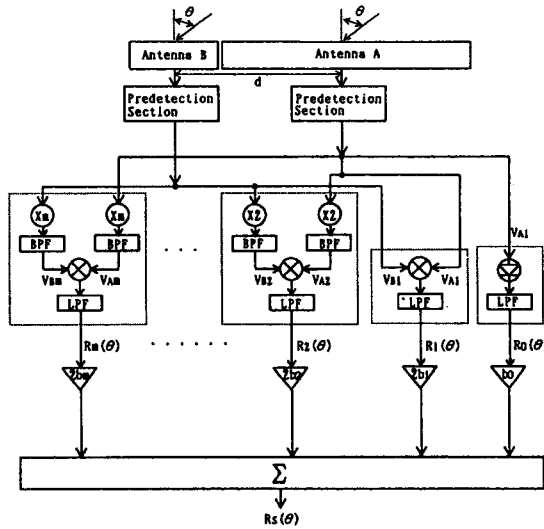 θ θ
Antenna B Antenna A
d
Predetection Section Predetection Section
Xm Xm X2 X2 VA1
BPF BPF BPF BPF
VBm VAm VB2 VA2 VB1 VA1
LPF LPF LPF LPF
Rm(θ) R2(θ) R1(θ) R0(θ)
2bm 2b2 2b1 b0
Σ
Rs(θ)